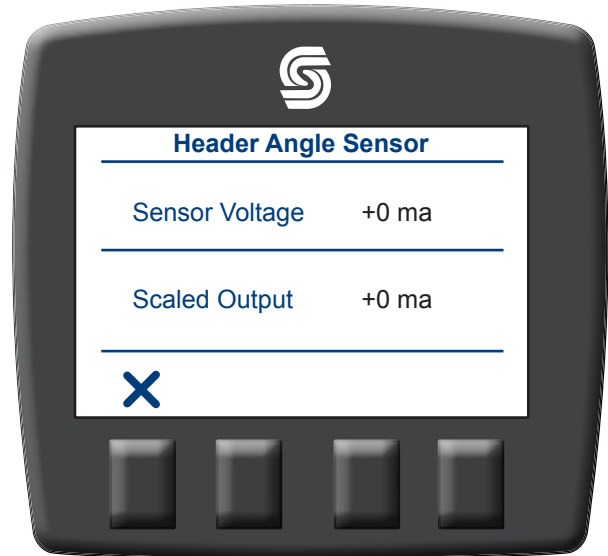 Header Angle Sensor
Sensor Voltage +0 ma
Scaled Output +0 ma